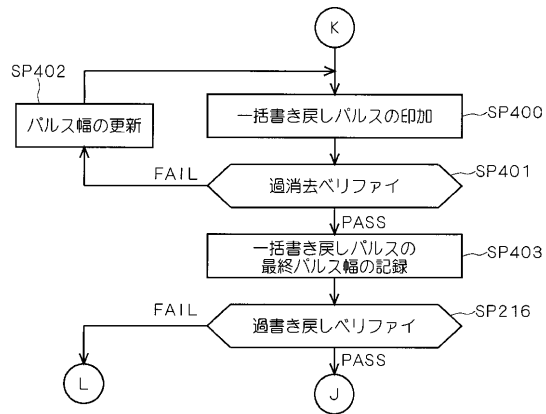 K
SP402
パルス幅の更新
一括書き戻しパルスの印加
SP400
FAIL
過消去ベリファイ
SP401
PASS
一括書き戻しパルスの
最終パルス幅の記録
SP403
FAIL
過書き戻しベリファイ
SP216
PASS
L
J